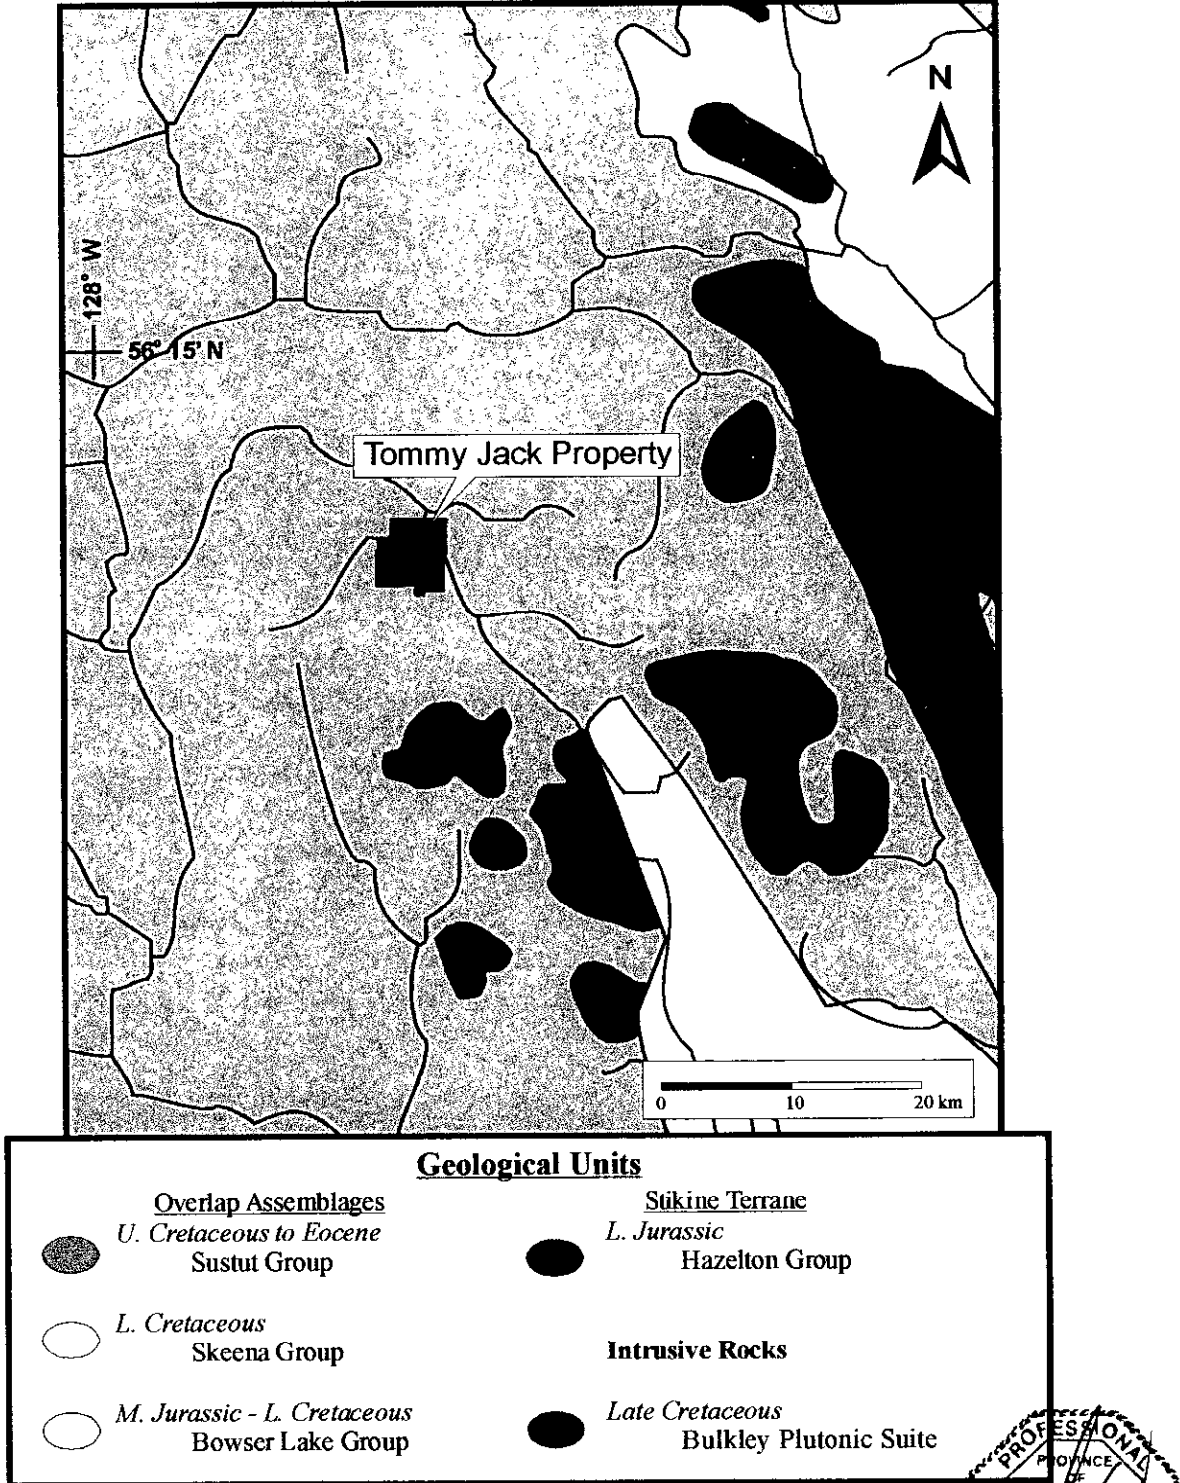 N
128° W
56° 15' N
Tommy Jack Property
0 10 20 km
Geological Units
Overlap Assemblages
U. Cretaceous to Eocene
Sustut Group
L. Cretaceous
Skeena Group
M. Jurassic - L. Cretaceous
Bowser Lake Group
Stikine Terrane
L. Jurassic
Hazelton Group
Intrusive Rocks
Late Cretaceous
Bulkley Plutonic Suite
PROFESSIONAL
PROVINCE
OF